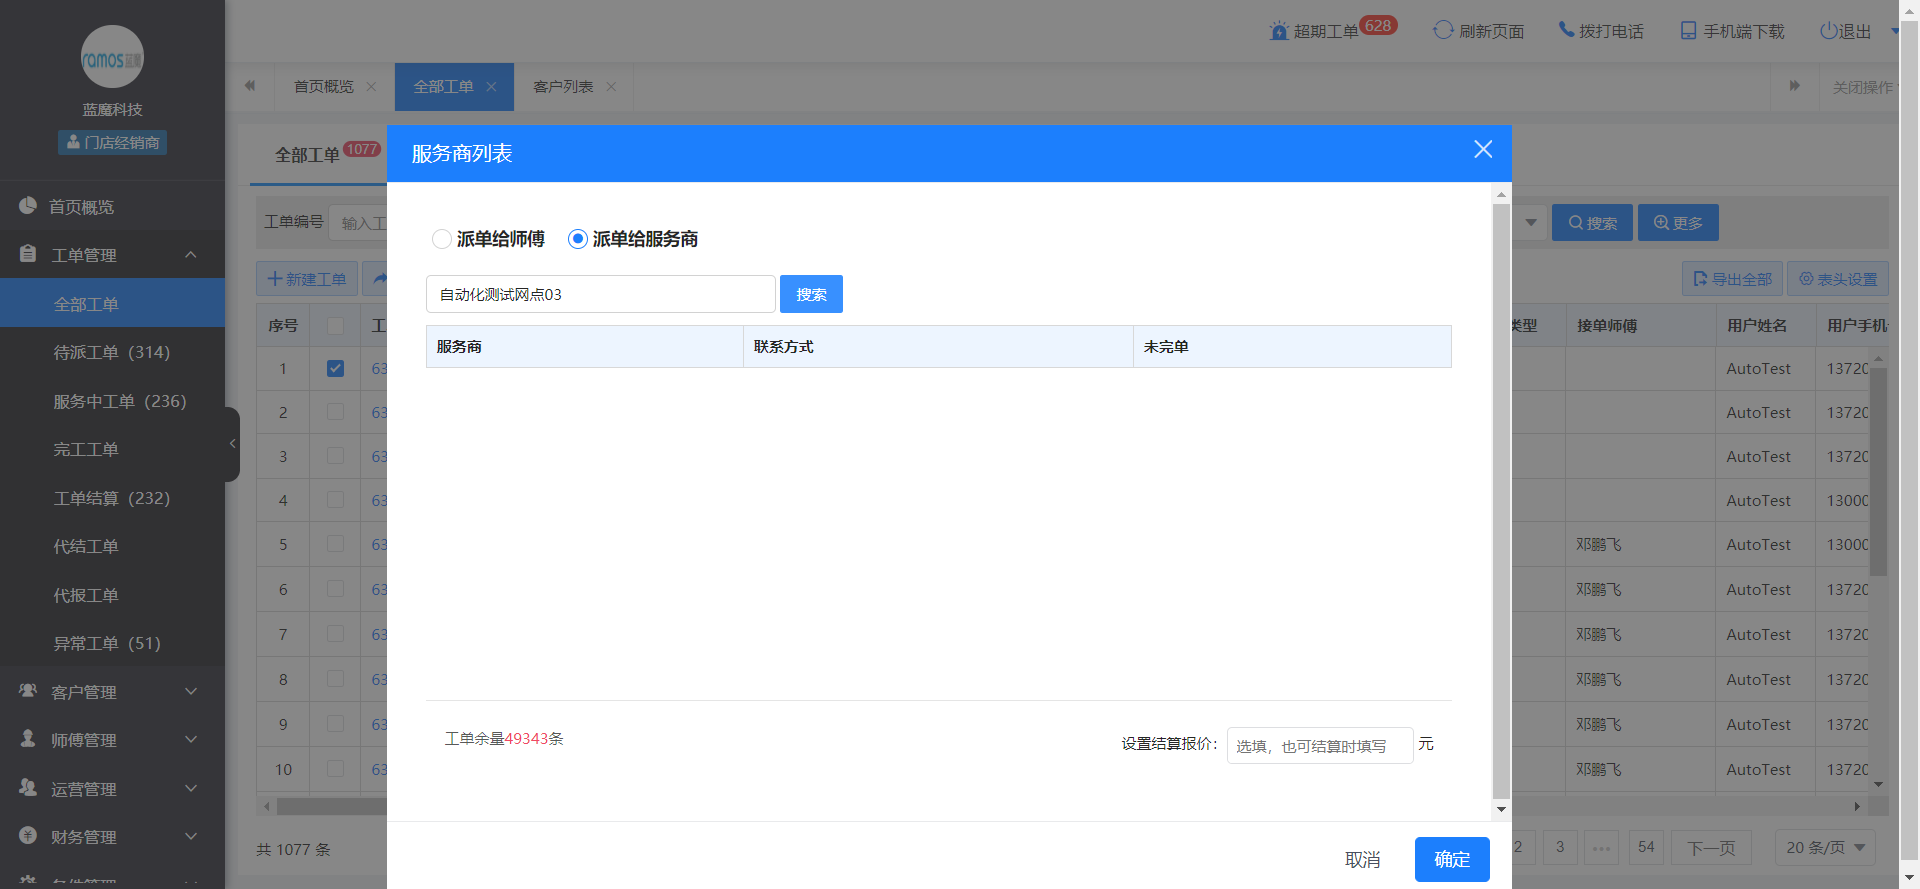 超期工单 628 刷新页面 拨打电话 手机端下载 退出
ramos蓝魔
蓝魔科技
门店经销商
首页概览 全部工单 客户列表 关闭操作
全部工单 1077
服务商列表
首页概览
工单管理
全部工单
待派工单（314）
服务中工单（236）
完工工单
工单结算（232）
代结工单
代报工单
异常工单（51）
客户管理
师傅管理
运营管理
财务管理
工单编号 输入工 搜索 更多
新建工单 导出全部 表头设置
派单给师傅 派单给服务商
自动化测试网点03 搜索
服务商 联系方式 未完单
工单余量49343条
设置结算报价： 选填，也可结算时填写 元
取消 确定
序号 工 类型 接单师傅 用户姓名 用户手机
1 63 AutoTest 1372
2 63 AutoTest 1372
3 63 AutoTest 1372
4 63 AutoTest 1300
5 63 邓鹏飞 AutoTest 1300
6 63 邓鹏飞 AutoTest 1372
7 63 邓鹏飞 AutoTest 1372
8 63 邓鹏飞 AutoTest 1372
9 63 邓鹏飞 AutoTest 1372
10 63 邓鹏飞 AutoTest 1372
共 1077 条 2 3 ... 54 下一页 20 条/页